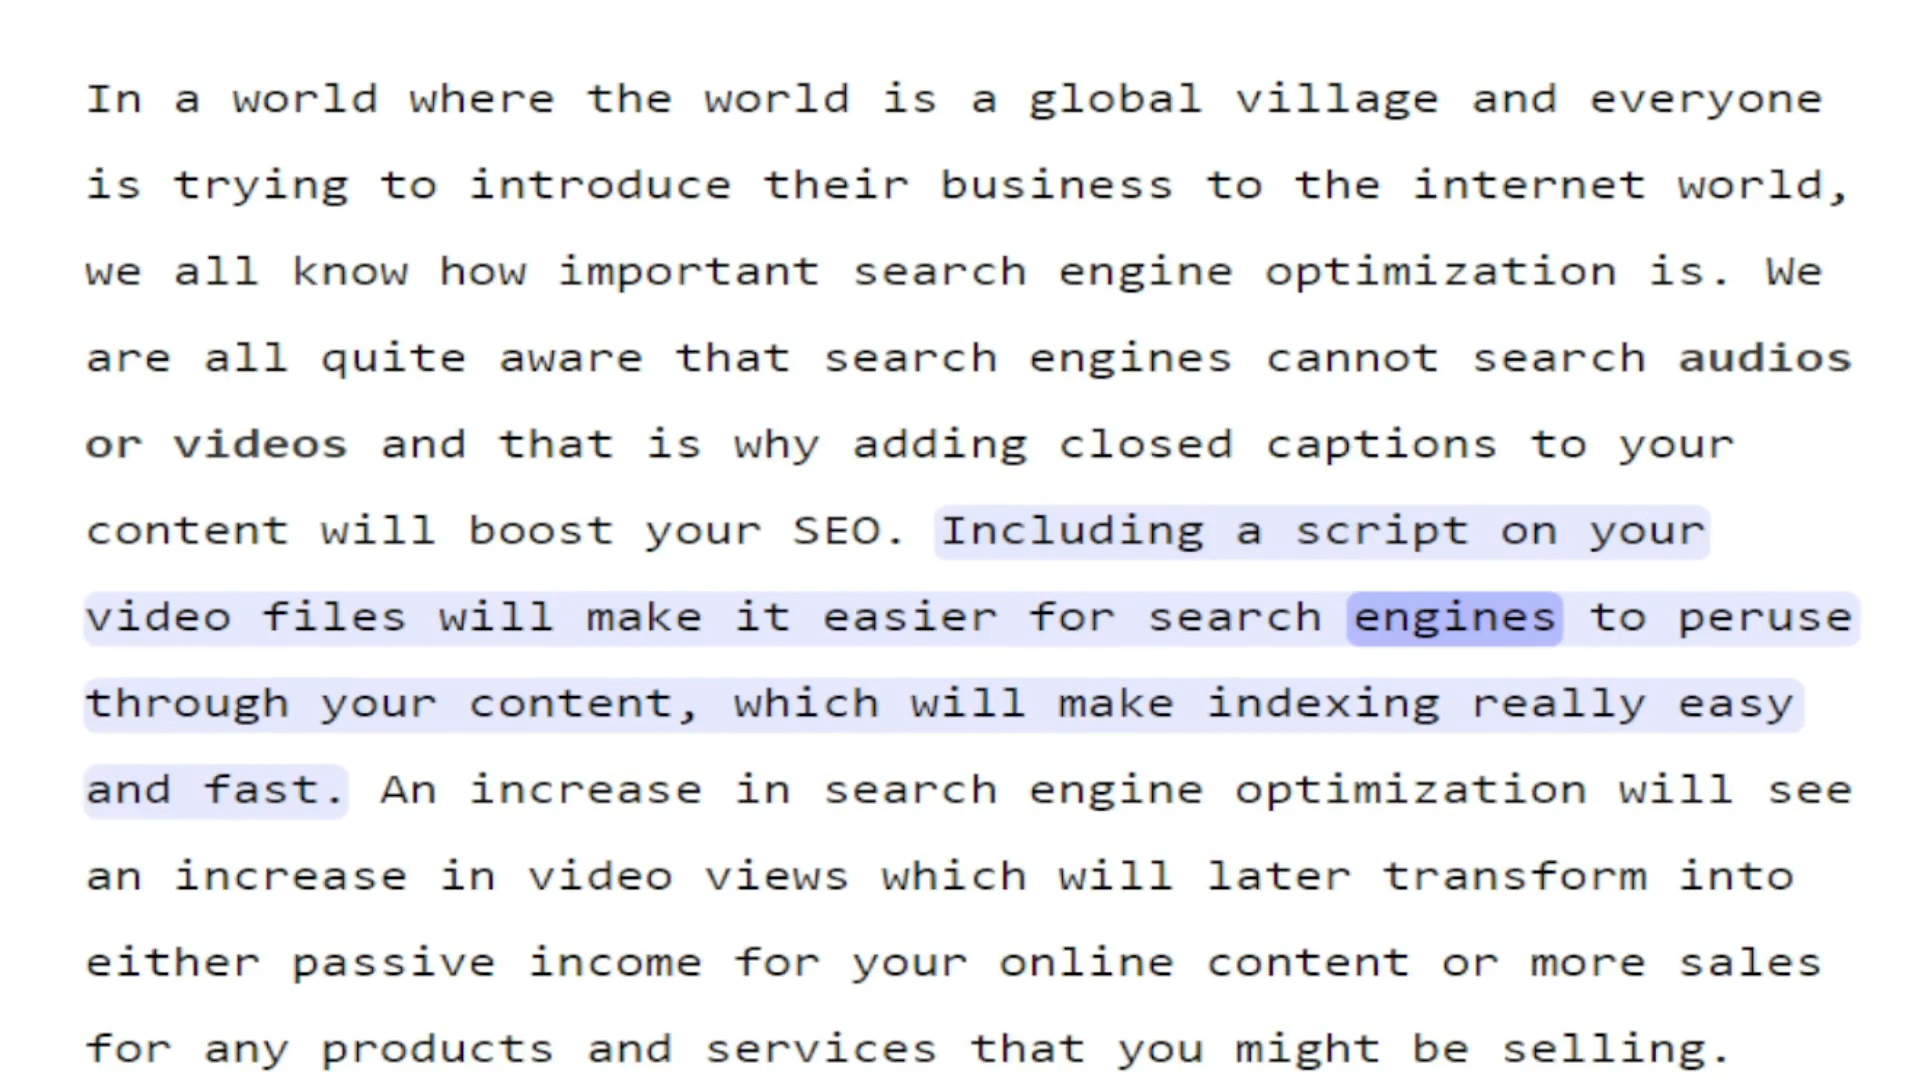 In a world where the world is a global village and everyone
is trying to introduce their business to the internet world,
we all know how important search engine optimization is. We
are all quite aware that search engines cannot search audios
or videos and that is why adding closed captions to your
content will boost your SEO. Including a script on your
video files will make it easier for search engines to peruse
through your content, which will make indexing really easy
and fast. An increase in search engine optimization will see
an increase in video views which will later transform into
either passive income for your online content or more sales
for any products and services that you might be selling.